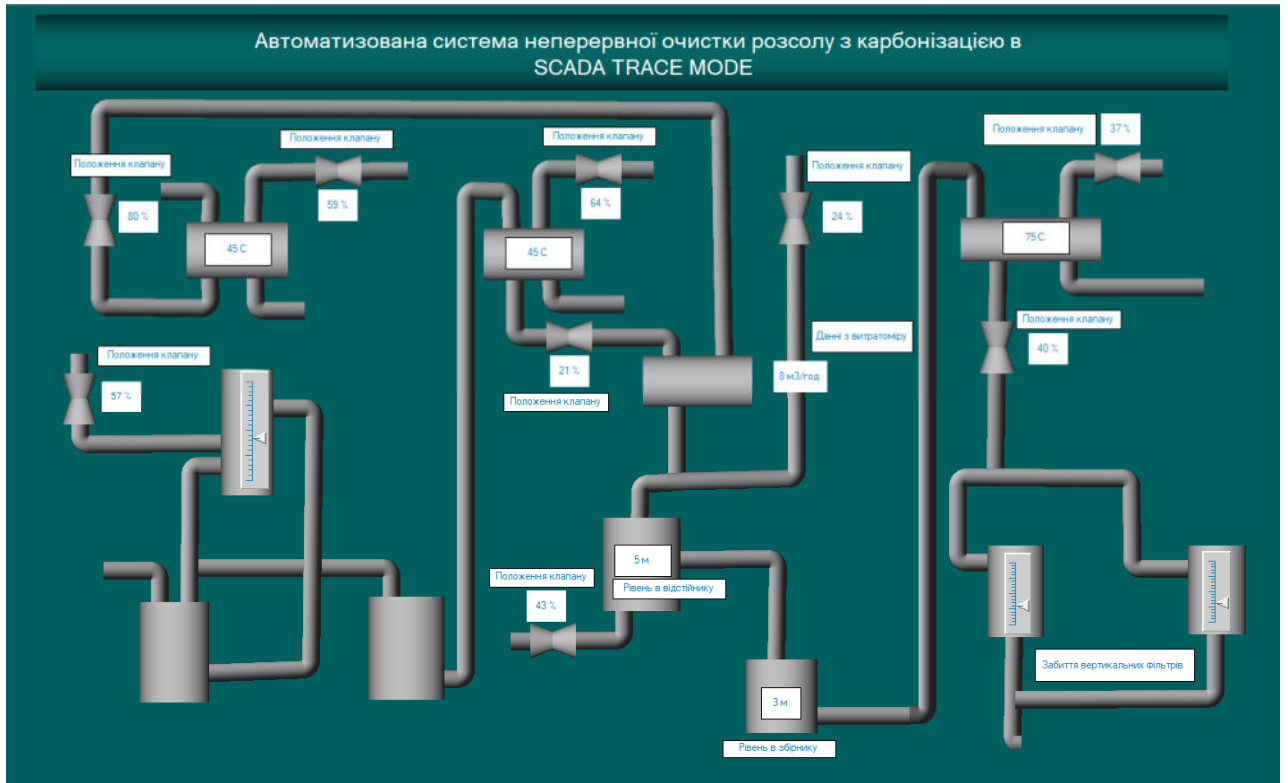 Автоматизована система неперервної очистки розсолу з карбонізацією в
SCADA TRACE MODE
Положення клапану
80 %
Положення клапану
59 %
45 C
Положення клапану
64 %
45 C
Положення клапану
24 %
Положення клапану
37 %
75 C
Положення клапану
40 %
Данні з витратоміру
8 м3/год
21 %
Положення клапану
Положення клапану
57 %
5 м
Рівень в відстійнику
Положення клапану
43 %
3 м
Рівень в збірнику
Забиття вертикальних фільтрів